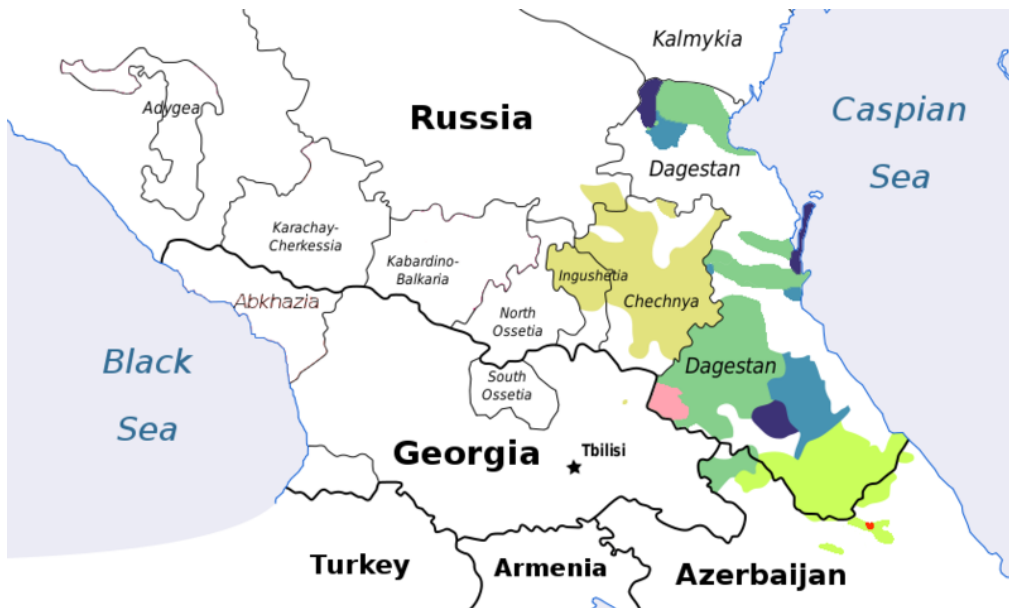 Kalmykia
Adygea
Russia
Caspian
Sea
Dagestan
Karachay-
Cherkessia
Kabardino-
Balkaria
Ingushetia
Chechnya
Abkhazia
North
Ossetia
Black
Sea
South
Ossetia
Dagestan
Georgia
Tbilisi
Turkey
Armenia
Azerbaijan